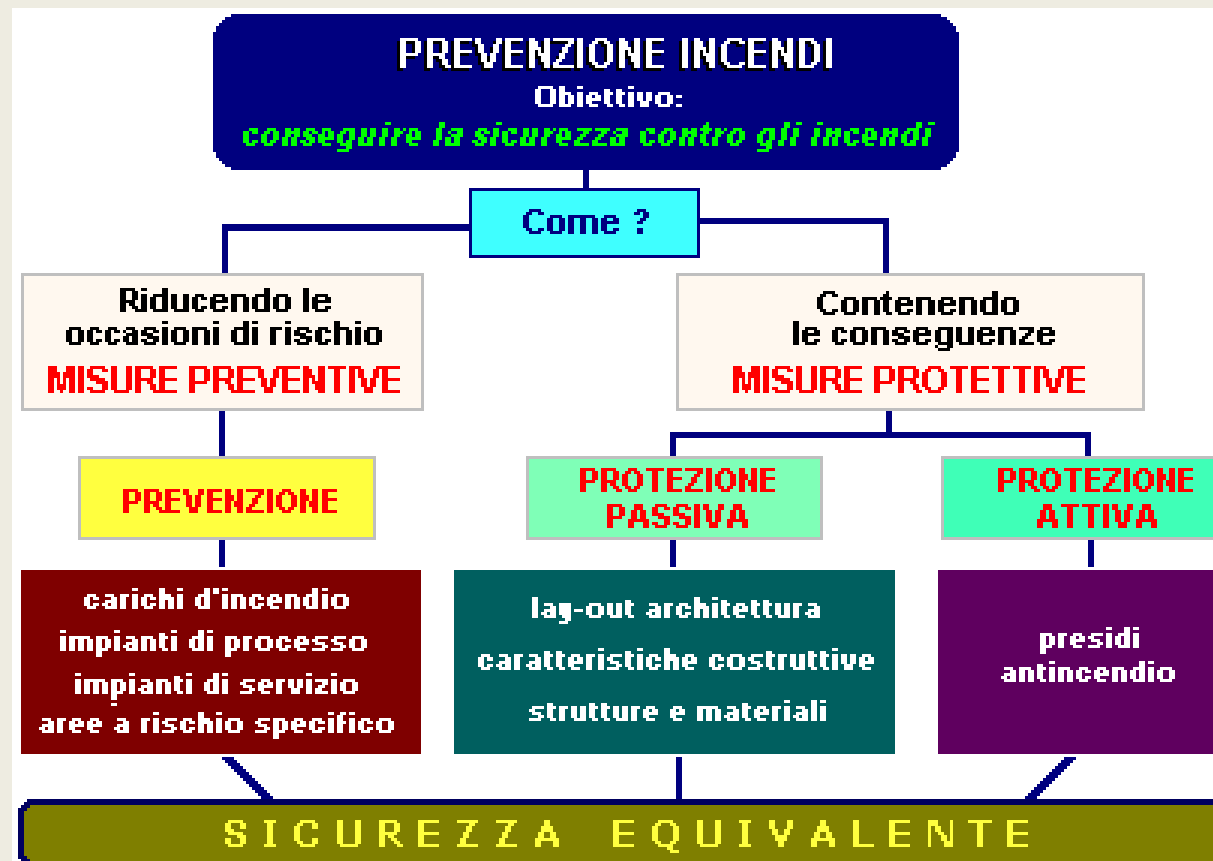 PREVENZIONE INCENDI
Obiettivo:
conseguire la sicurezza contro gli incendi
Come ?
Riducendo le
occasioni di rischio
MISURE PREVENTIVE
Contenendo
le conseguenze
MISURE PROTETTIVE
PREVENZIONE
PROTEZIONE
PASSIVA
PROTEZIONE
ATTIVA
carichi d'incendio
impianti di processo
impianti di servizio
aree a rischio specifico
lay-out architettura
caratteristiche costruttive
strutture e materiali
presidi
antincendio
SICUREZZA EQUIVALENTE